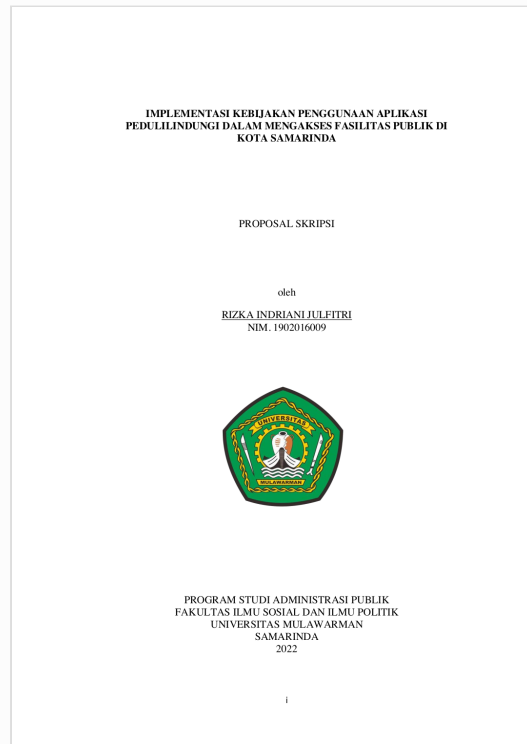 IMPLEMENTASI KEBIJAKAN PENGGUNAAN APLIKASI
PEDULILINDUNGI DALAM MENGAKSES FASILITAS PUBLIK DI
KOTA SAMARINDA
PROPOSAL SKRIPSI
oleh
RIZKA INDRIANI JULFITRI
NIM. 1902016009
UNIVERSITAS
MULAWARMAN
PROGRAM STUDI ADMINISTRASI PUBLIK
FAKULTAS ILMU SOSIAL DAN ILMU POLITIK
UNIVERSITAS MULAWARMAN
SAMARINDA
2022
i